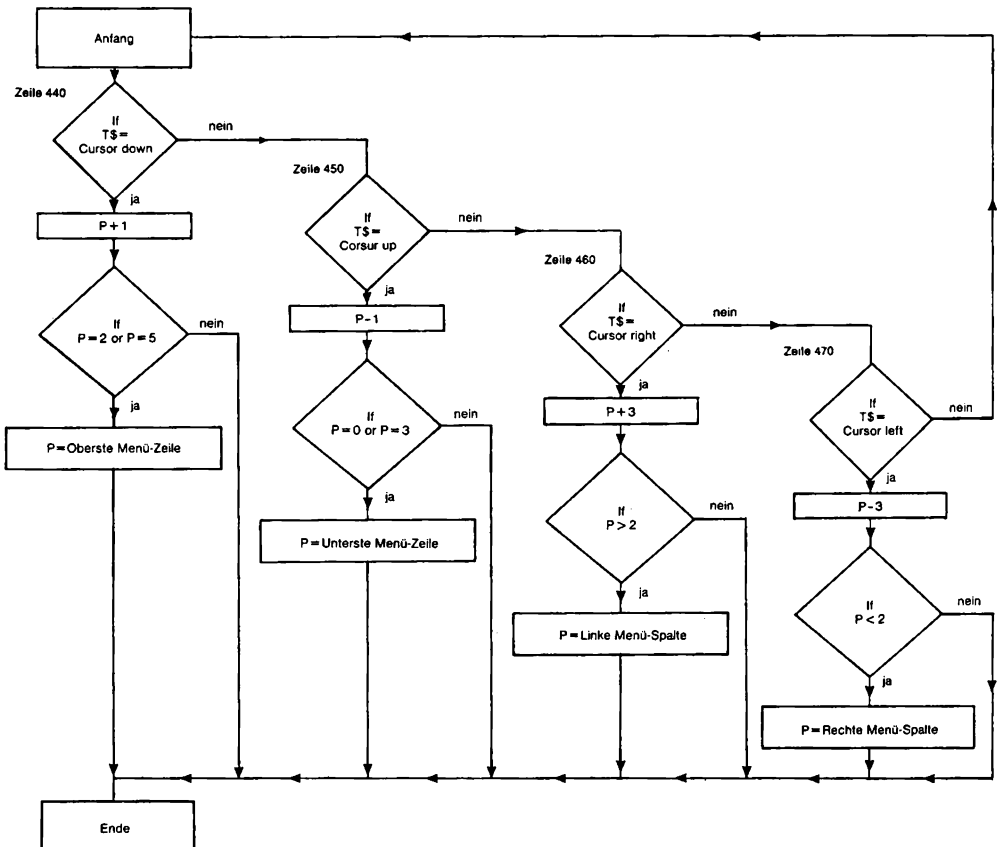 Anfang
Zeile 440
If
T$=
Cursor down
nein
ja
P+1
If
P=2 or P=5
nein
ja
P=Oberste Menü-Zeile
Zeile 450
If
T$=
Corsur up
nein
ja
P-1
If
P=0 or P=3
nein
ja
P=Unterste Menü-Zeile
Zeile 460
If
T$=
Cursor right
nein
ja
P+3
If
P>2
nein
ja
P=Linke Menü-Spalte
Zeile 470
If
T$=
Cursor left
nein
ja
P-3
If
P<2
nein
ja
P=Rechte Menü-Spalte
Ende